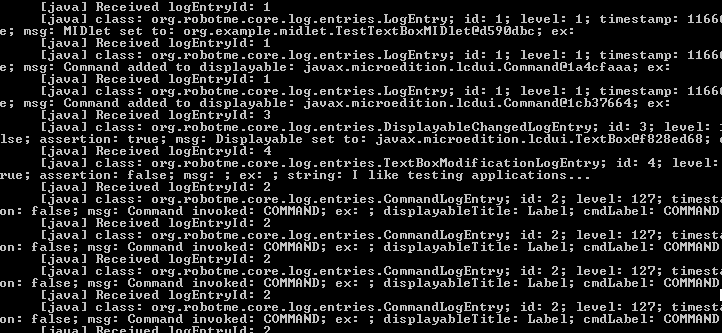 [java] Received logEntryId: 1
[java] class: org.robotme.core.log.entries.LogEntry; id: 1; level: 1; timestamp: 11660
e; msg: MIDlet set to: org.example.midlet.TestTextBoxMIDlet@d590dbc; ex:
[java] Received logEntryId: 1
[java] class: org.robotme.core.log.entries.LogEntry; id: 1; level: 1; timestamp: 11660
e; msg: Command added to displayable: javax.microedition.lcdui.Command@1a4cfaaa; ex:
[java] Received logEntryId: 1
[java] class: org.robotme.core.log.entries.LogEntry; id: 1; level: 1; timestamp: 11660
e; msg: Command added to displayable: javax.microedition.lcdui.Command@1cb37664; ex:
[java] Received logEntryId: 3
[java] class: org.robotme.core.log.entries.DisplayableChangedLogEntry; id: 3; level:
lse; assertion: true; msg: Displayable set to: javax.microedition.lcdui.TextBox@f828ed68;
[java] Received logEntryId: 4
[java] class: org.robotme.core.log.entries.TextBoxModificationLogEntry; id: 4; level:
rue; assertion: false; msg: ; ex: ; string: I like testing applications...
[java] Received logEntryId: 2
[java] class: org.robotme.core.log.entries.CommandLogEntry; id: 2; level: 127; timesta
on: false; msg: Command invoked: COMMAND; ex: ; displayableTitle: Label; cmdLabel: COMMAND
[java] Received logEntryId: 2
[java] class: org.robotme.core.log.entries.CommandLogEntry; id: 2; level: 127; timesta
on: false; msg: Command invoked: COMMAND; ex: ; displayableTitle: Label; cmdLabel: COMMAND
[java] Received logEntryId: 2
[java] class: org.robotme.core.log.entries.CommandLogEntry; id: 2; level: 127; timesta
on: false; msg: Command invoked: COMMAND; ex: ; displayableTitle: Label; cmdLabel: COMMAND
[java] Received logEntryId: 2
[java] class: org.robotme.core.log.entries.CommandLogEntry; id: 2; level: 127; timesta
on: false; msg: Command invoked: COMMAND; ex: ; displayableTitle: Label; cmdLabel: COMMAND
[java] Received logEntryId: 2